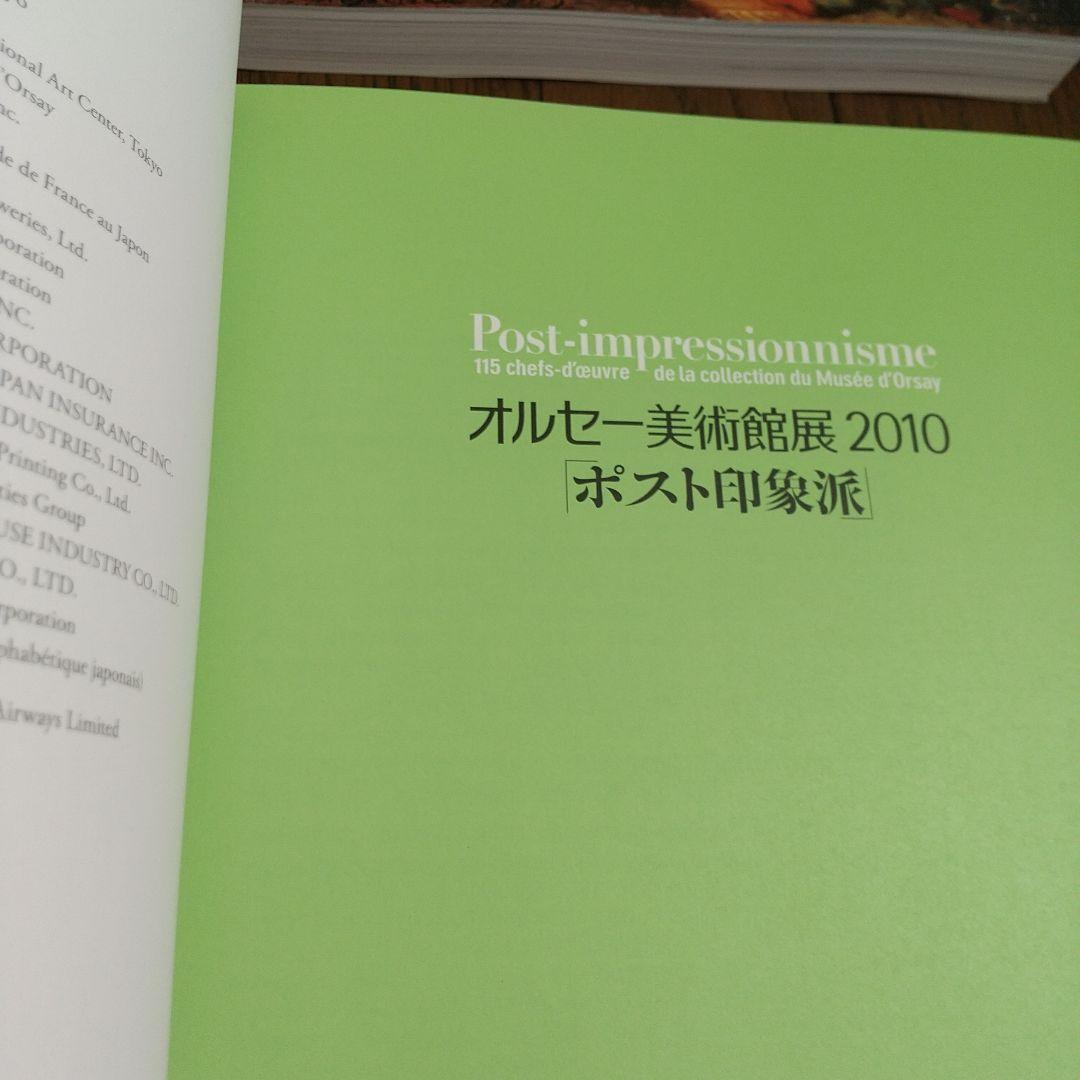 ional Art Center, Tokyo
d'Orsay
nc.
de de France au Japon
weries, Ltd.
poration
ration
NC.
RPORATION
PAN INSURANCE INC.
NDUSTRIES, LTD.
Printing Co., Ltd.
ties Group
USE INDUSTRY CO., LTD.
O., LTD.
rporation
phabétique japonais)
Airways Limited
Post-impressionnisme
115 chefs-d'œuvre de la collection du Musée d'Orsay
オルセー美術館展 2010
「ポスト印象派」